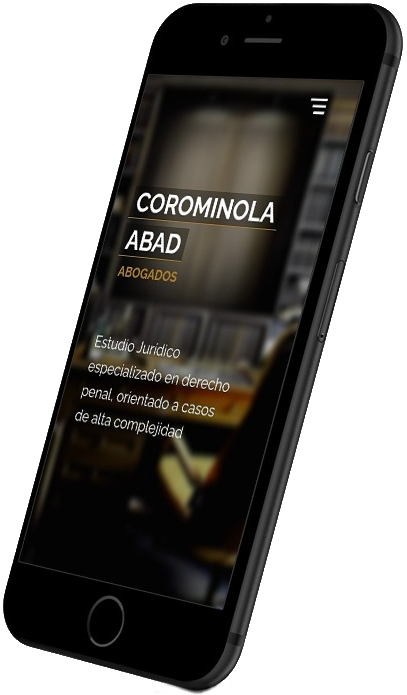 COROMINOLA
ABAD
ABOGADOS
Estudio Jurídico
especializado en derecho
penal, orientado a casos
de alta complejidad